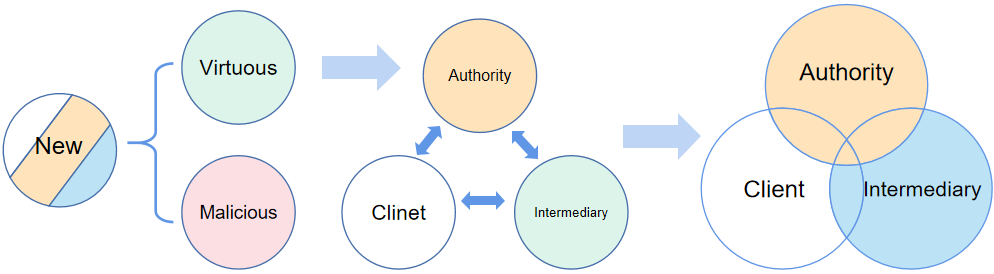 New
Virtuous
Malicious
Authority
Clinet
Intermediary
Authority
Client
Intermediary